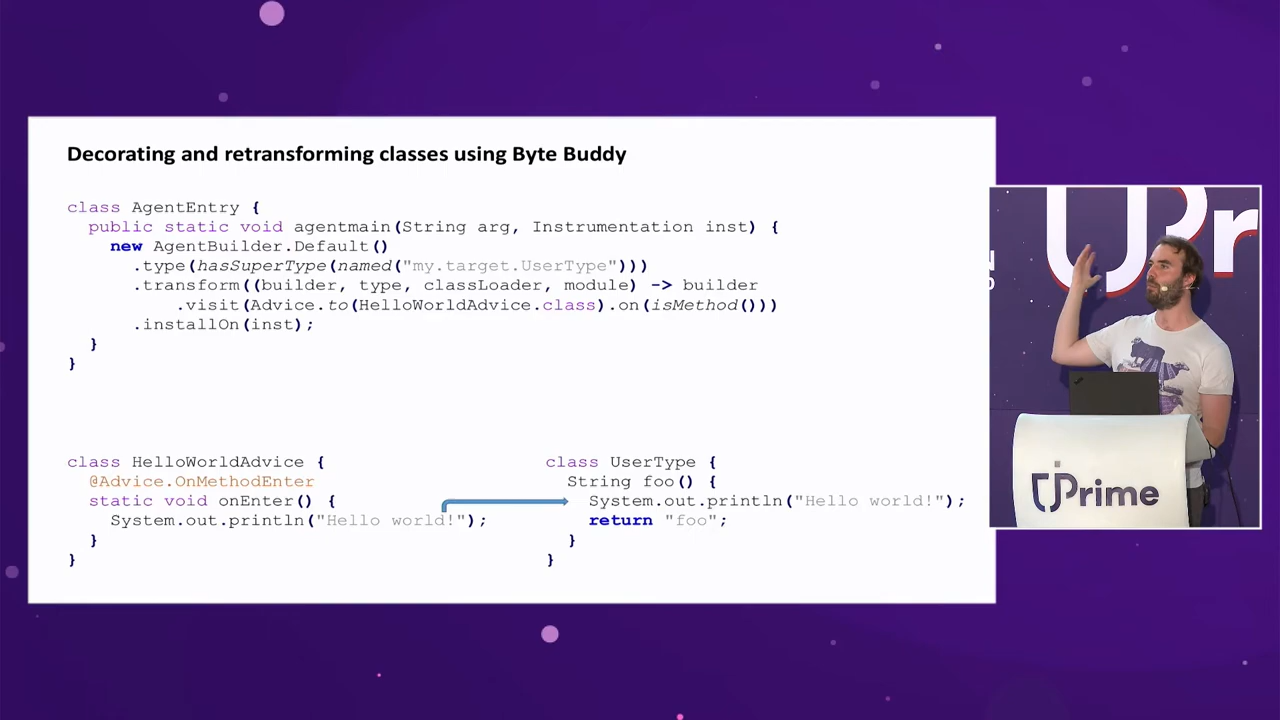 Decorating and retransforming classes using Byte Buddy
class AgentEntry {
public static void agentmain(String arg, Instrumentation inst) {
new AgentBuilder.Default()
.type(hasSuperType(named("my.target.UserType")))
.transform((builder, type, classLoader, module) -> builder
.visit(Advice.to(HelloWorldAdvice.class).on(isMethod()))
.installOn(inst);
}
}
class HelloWorldAdvice {
@Advice.OnMethodEnter
static void onEnter() {
System.out.println("Hello world!");
}
}
class UserType {
String foo() {
System.out.println("Hello world!");
return "foo";
}
}
JPrime